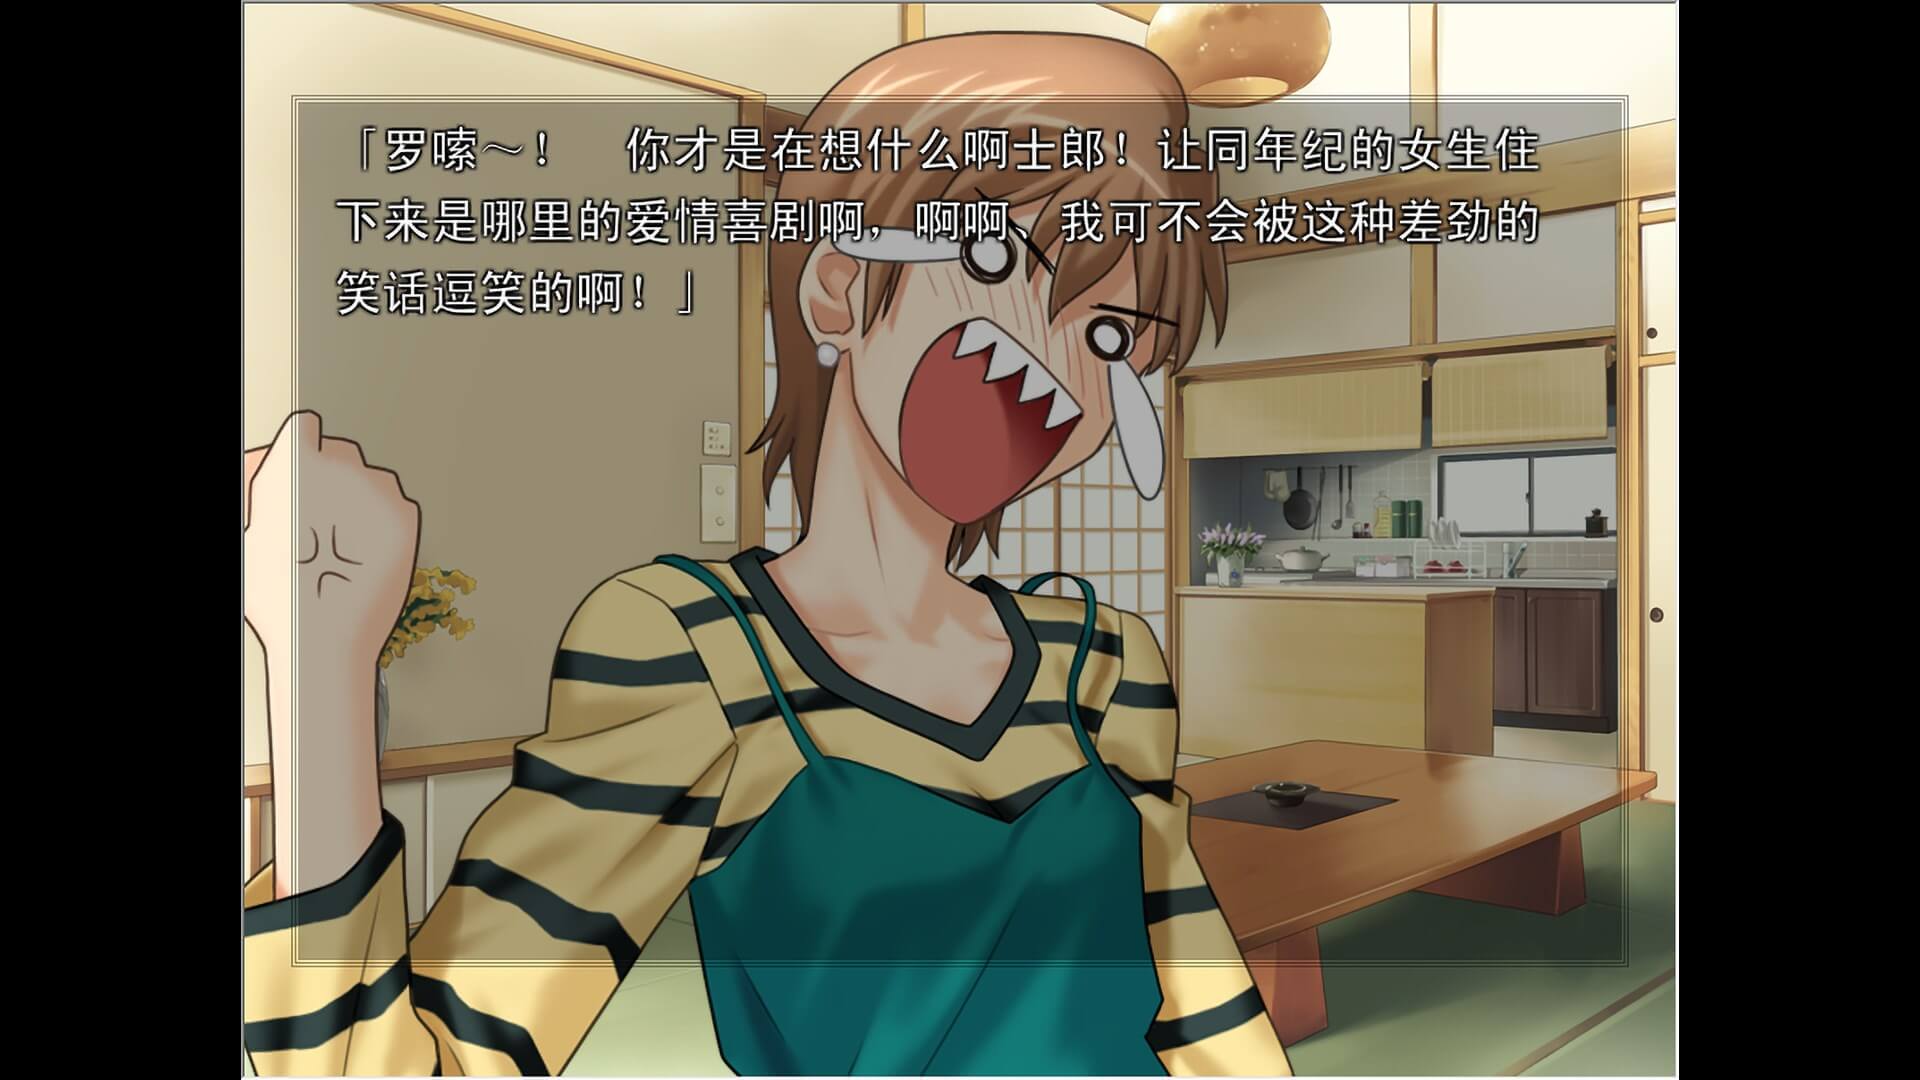 「罗嗦～！　你才是在想什么啊士郎！让同年纪的女生住
下来是哪里的爱情喜剧啊，啊啊、我可不会被这种差劲的
笑话逗笑的啊！」